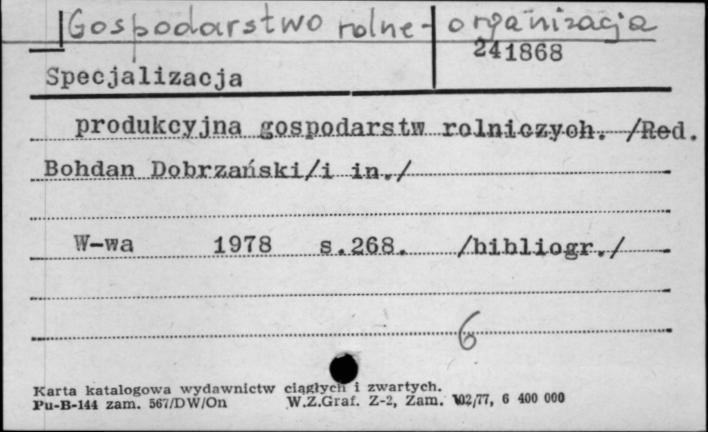 Gospodarstwo rolne - organizacja
241868
Specjalizacja
produkcyjna gospodarstw rolniczych. /Red.
Bohdan Dobrzański/i in./
W-wa 1978 s.268. /bibliogr./
6
Karta katalogowa wydawnictw ciągłych i zwartych.
Pu-B-144 zam. 567/DW/On W.Z.Graf. Z-2, Zam. 102/77, 6 400 000